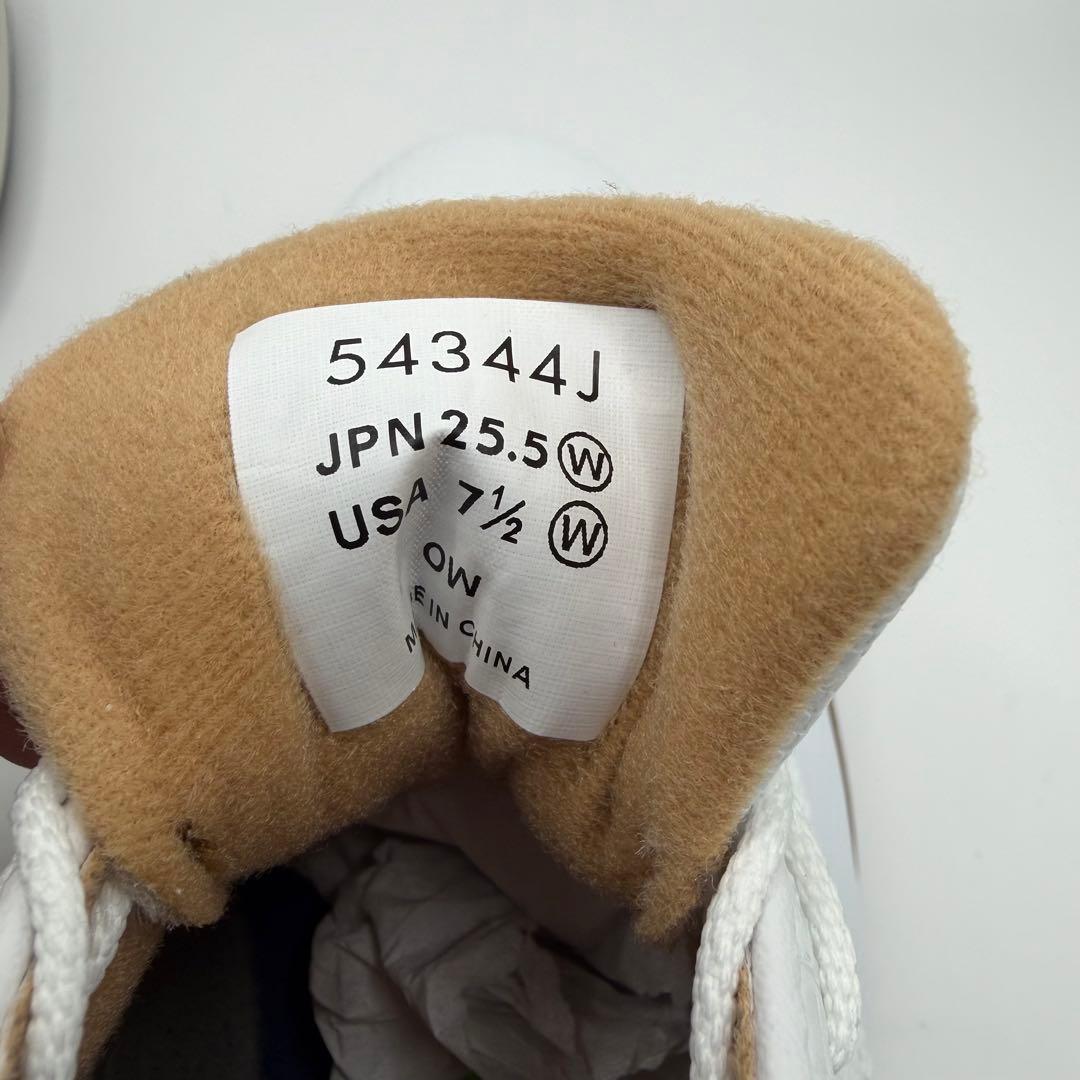 54344J
JPN 25.5 Ⓦ
USA 7½ Ⓦ
OW
IN CHINA